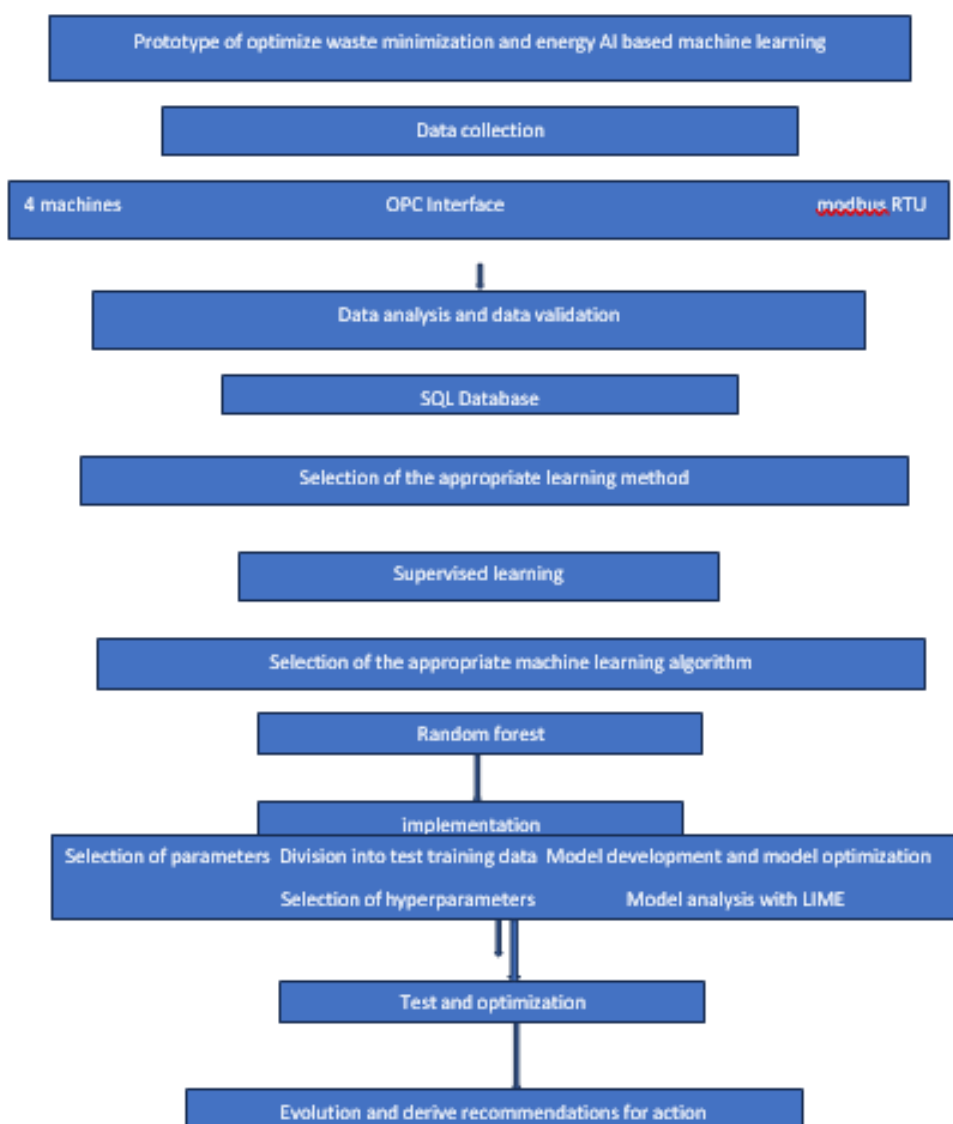 Prototype of optimize waste minimization and energy AI based machine learning
Data collection
4 machines OPC Interface modbus RTU
Data analysis and data validation
SQL Database
Selection of the appropriate learning method
Supervised learning
Selection of the appropriate machine learning algorithm
Random forest
implementation
Selection of parameters Division into test training data Model development and model optimization
Selection of hyperparameters Model analysis with LIME
Test and optimization
Evolution and derive recommendations for action